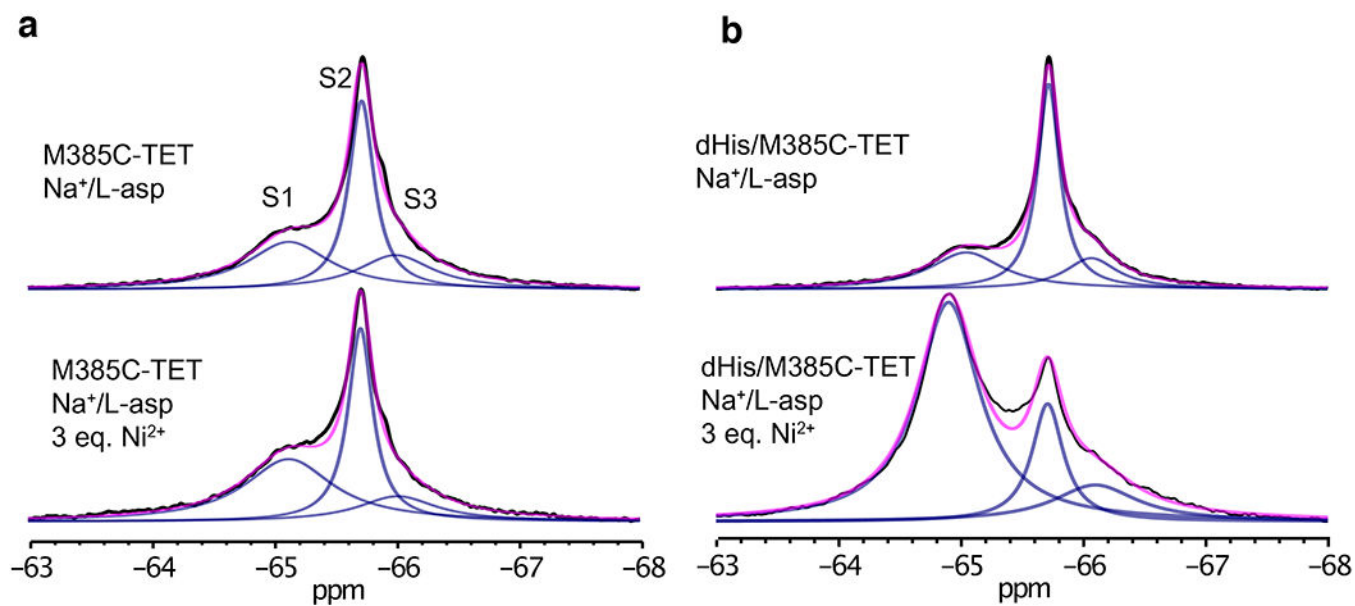 a
S2
M385C-TET
Na⁺/L-asp
S1
S3
M385C-TET
Na⁺/L-asp
3 eq. Ni²⁺
−63 −64 −65 −66 −67 −68
ppm
b
dHis/M385C-TET
Na⁺/L-asp
dHis/M385C-TET
Na⁺/L-asp
3 eq. Ni²⁺
−63 −64 −65 −66 −67 −68
ppm